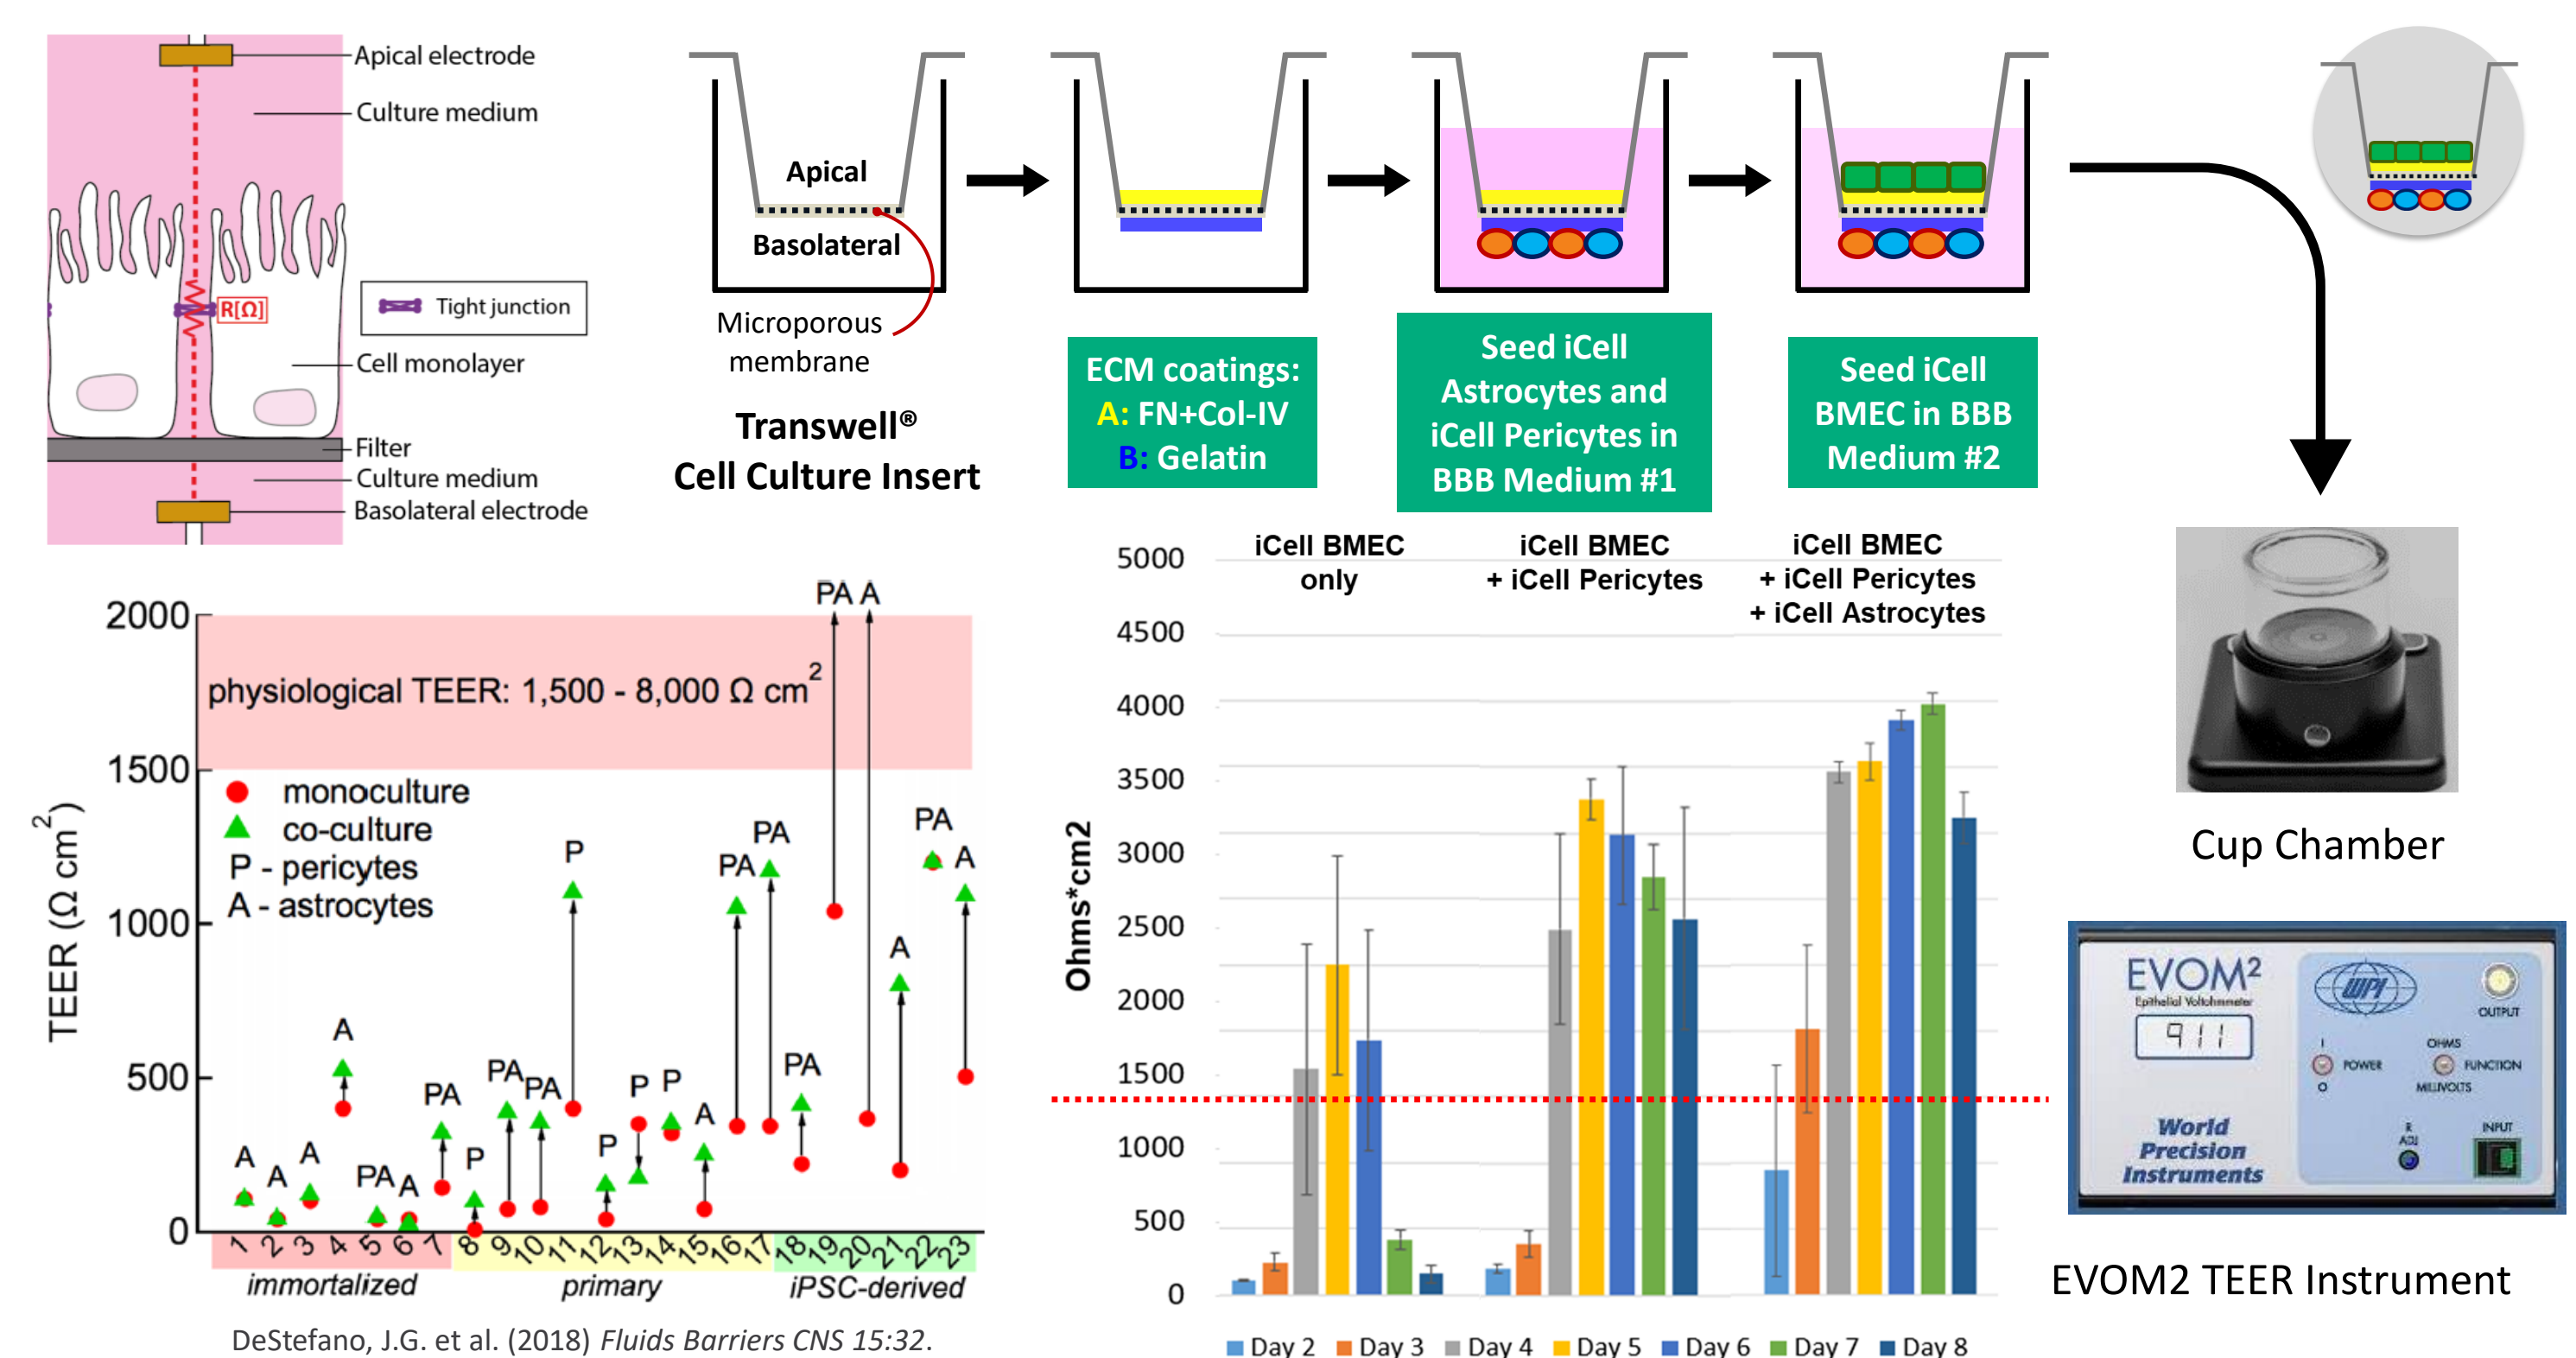 Apical electrode
Culture medium
R[Ω]
Tight junction
Cell monolayer
Filter
Culture medium
Basolateral electrode
Apical
Basolateral
Microporous
membrane
Transwell®
Cell Culture Insert
ECM coatings:
A: FN+Col-IV
B: Gelatin
Seed iCell
Astrocytes and
iCell Pericytes in
BBB Medium #1
Seed iCell
BMEC in BBB
Medium #2
TEER (Ω cm²)
2000
1500
1000
500
0
physiological TEER: 1,500 - 8,000 Ω cm²
monoculture
co-culture
P - pericytes
A - astrocytes
A
A
A
A
PA
A
PA
P
PA
PA
P
P
P
P
A
PA
PA
PA
PA
A
A
PA
A
1 2 3 4 5 6 7 8 9 10 11 12 13 14 15 16 17 18 19 20 21 22 23
immortalized
primary
iPSC-derived
DeStefano, J.G. et al. (2018) Fluids Barriers CNS 15:32.
iCell BMEC
only
iCell BMEC
+ iCell Pericytes
iCell BMEC
+ iCell Pericytes
+ iCell Astrocytes
Ohms*cm2
5000
4500
4000
3500
3000
2500
2000
1500
1000
500
0
Day 2 Day 3 Day 4 Day 5 Day 6 Day 7 Day 8
Cup Chamber
EVOM²
Epithelial Voltohmmeter
911
World
Precision
Instruments
WPI
OUTPUT
I
POWER
O
OHMS
FUNCTION
MILLIVOLTS
R
ADJ
INPUT
EVOM2 TEER Instrument